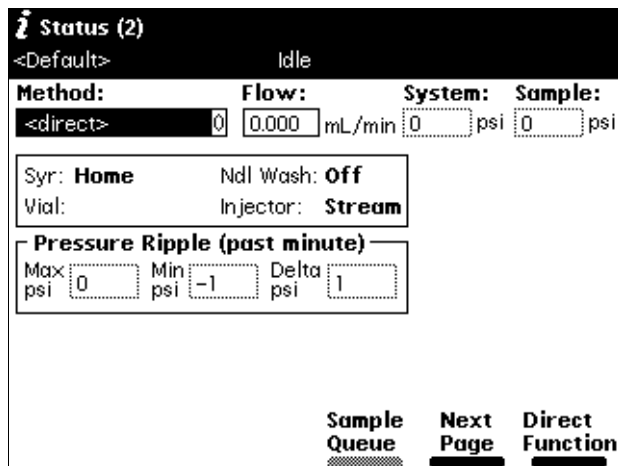 i Status (2)
<Default> Idle
Method: Flow: System: Sample:
<direct> 0 0.000 mL/min 0 psi 0 psi
Syr: Home Ndl Wash: Off
Vial: Injector: Stream
Pressure Ripple (past minute)
Max psi 0 Min psi -1 Delta psi 1
Sample Queue Next Page Direct Function